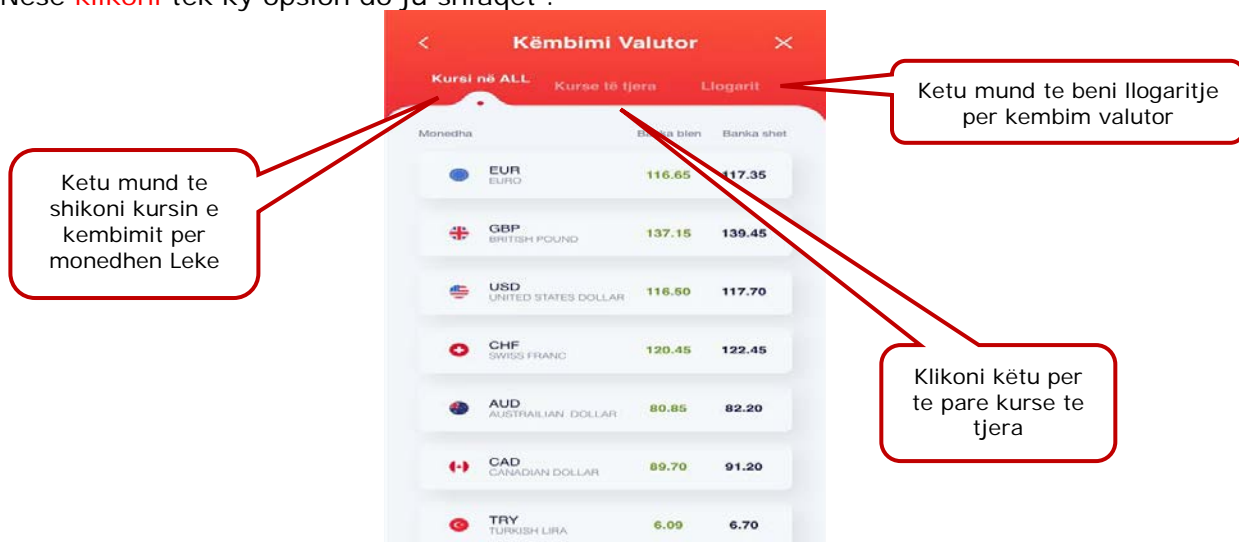 Nëse klikoni tek ky opsion do ju shfaqet :
Këmbimi Valutor
Kursi në ALL Kurse të tjera Llogarit
Monedha Banka blen Banka shet
EUR 116.65 117.35
EURO
GBP 137.15 139.45
BRITISH POUND
USD 116.50 117.70
UNITED STATES DOLLAR
CHF 120.45 122.45
SWISS FRANC
AUD 80.85 82.20
AUSTRAILIAN DOLLAR
CAD 89.70 91.20
CANADIAN DOLLAR
TRY 6.09 6.70
TURKISH LIRA
Ketu mund te beni llogaritje
per kembim valutor
Ketu mund te
shikoni kursin e
kembimit per
monedhen Leke
Klikoni këtu per
te pare kurse te
tjera